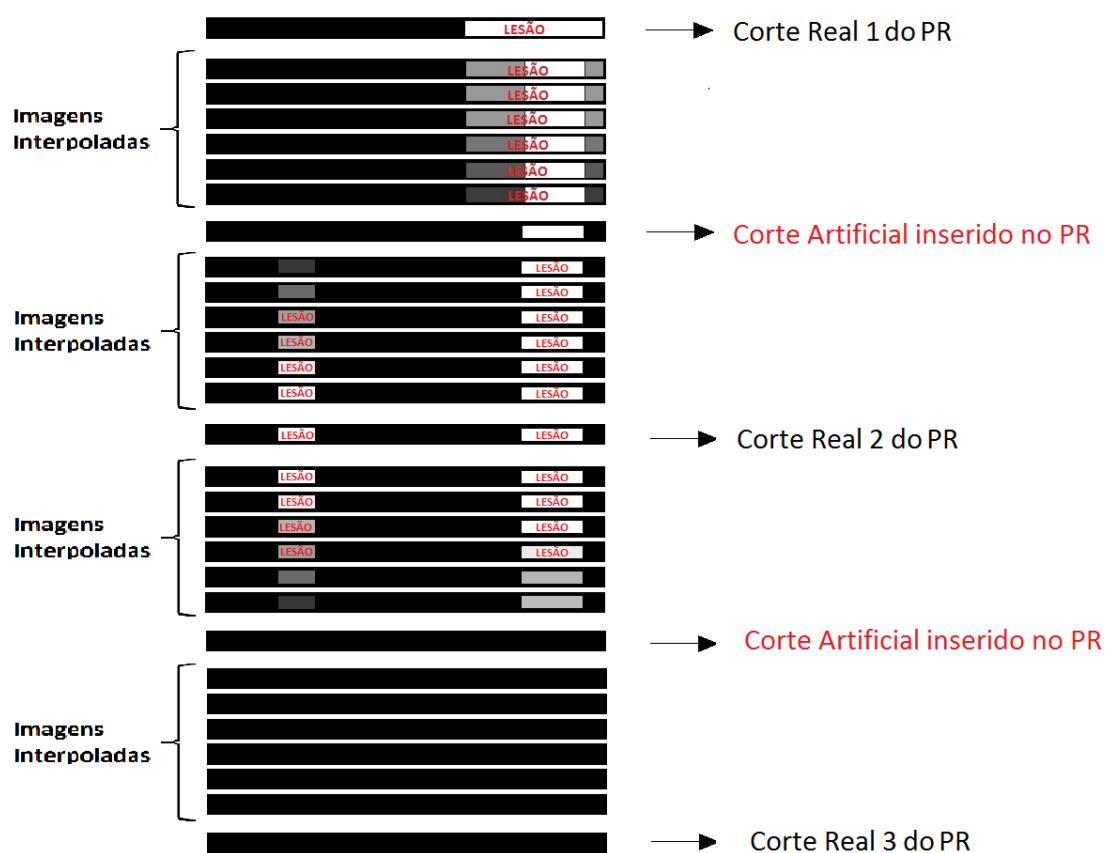 LESÃO
Corte Real 1 do PR
Imagens
Interpoladas
LESÃO
LESÃO
LESÃO
LESÃO
LESÃO
LESÃO
Corte Artificial inserido no PR
Imagens
Interpoladas
LESÃO
LESÃO
LESÃO LESÃO
LESÃO LESÃO
LESÃO LESÃO
LESÃO LESÃO
LESÃO LESÃO
Corte Real 2 do PR
Imagens
Interpoladas
LESÃO LESÃO
LESÃO LESÃO
LESÃO LESÃO
LESÃO LESÃO
Corte Artificial inserido no PR
Imagens
Interpoladas
Corte Real 3 do PR